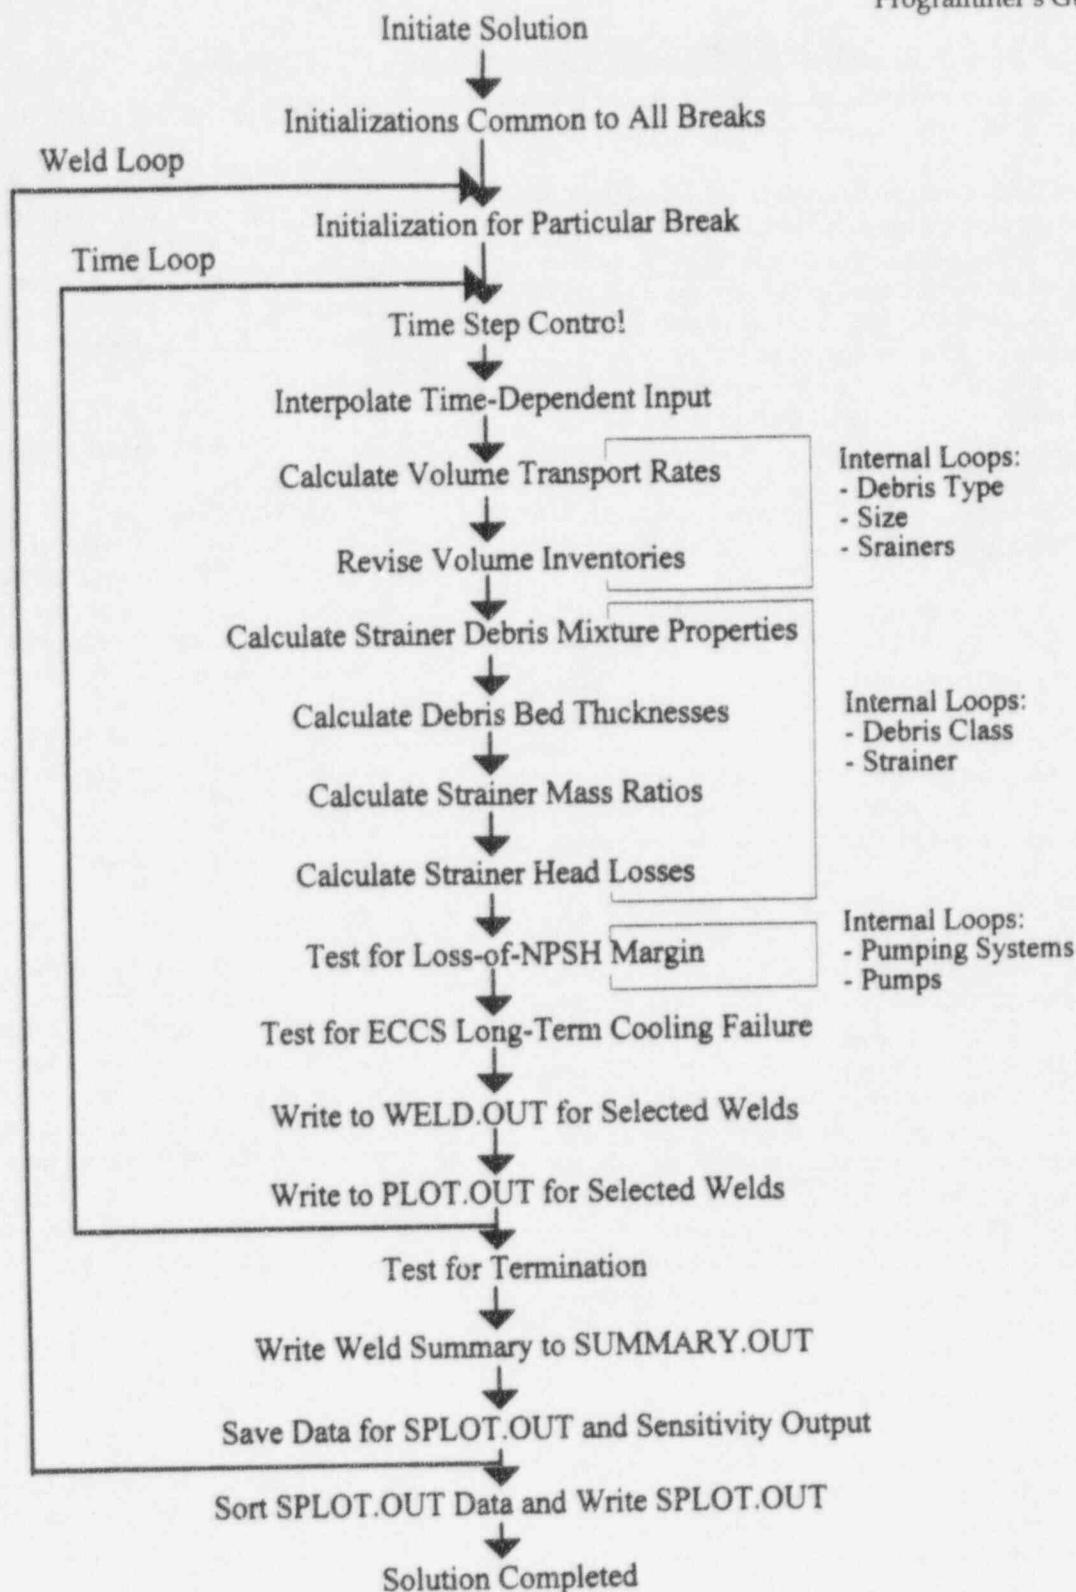 Programmer's
Initiate Solution
Initializations Common to All Breaks
Weld Loop
Initialization for Particular Break
Time Loop
Time Step Control
Interpolate Time-Dependent Input
Calculate Volume Transport Rates
Internal Loops:
- Debris Type
- Size
- Srainers
Revise Volume Inventories
Calculate Strainer Debris Mixture Properties
Calculate Debris Bed Thicknesses
Internal Loops:
- Debris Class
- Strainer
Calculate Strainer Mass Ratios
Calculate Strainer Head Losses
Test for Loss-of-NPSH Margin
Internal Loops:
- Pumping Systems
- Pumps
Test for ECCS Long-Term Cooling Failure
Write to WELD.OUT for Selected Welds
Write to PLOT.OUT for Selected Welds
Test for Termination
Write Weld Summary to SUMMARY.OUT
Save Data for SPLOT.OUT and Sensitivity Output
Sort SPLOT.OUT Data and Write SPLOT.OUT
Solution Completed